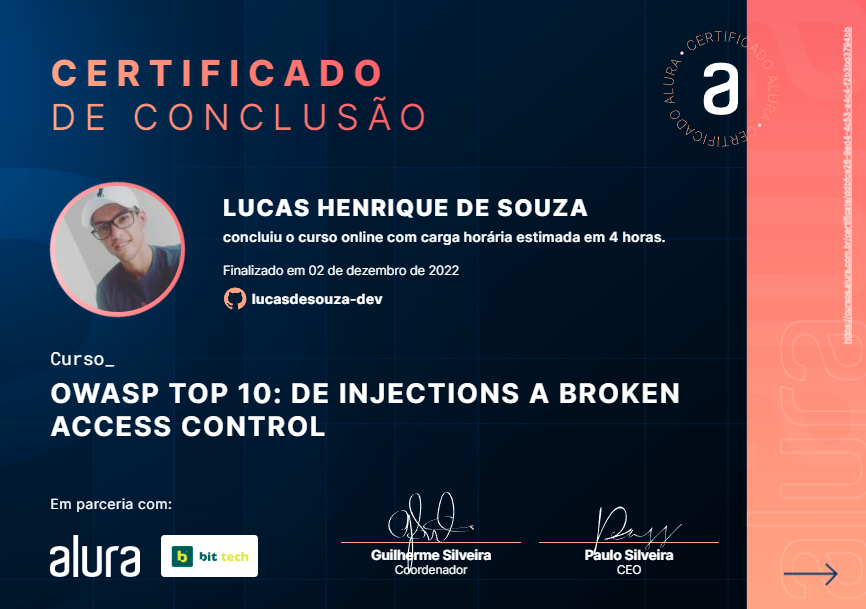 CERTIFICADO
DE CONCLUSÃO
CERTIFICADO ALURA • CERTIFICADO ALURA •
a
LUCAS HENRIQUE DE SOUZA
concluiu o curso online com carga horária estimada em 4 horas.
Finalizado em 02 de dezembro de 2022
lucasdesouza-dev
Curso_
OWASP TOP 10: DE INJECTIONS A BROKEN
ACCESS CONTROL
Em parceria com:
alura
b bit tech
Guilherme Silveira
Coordenador
Paulo Silveira
CEO
alura